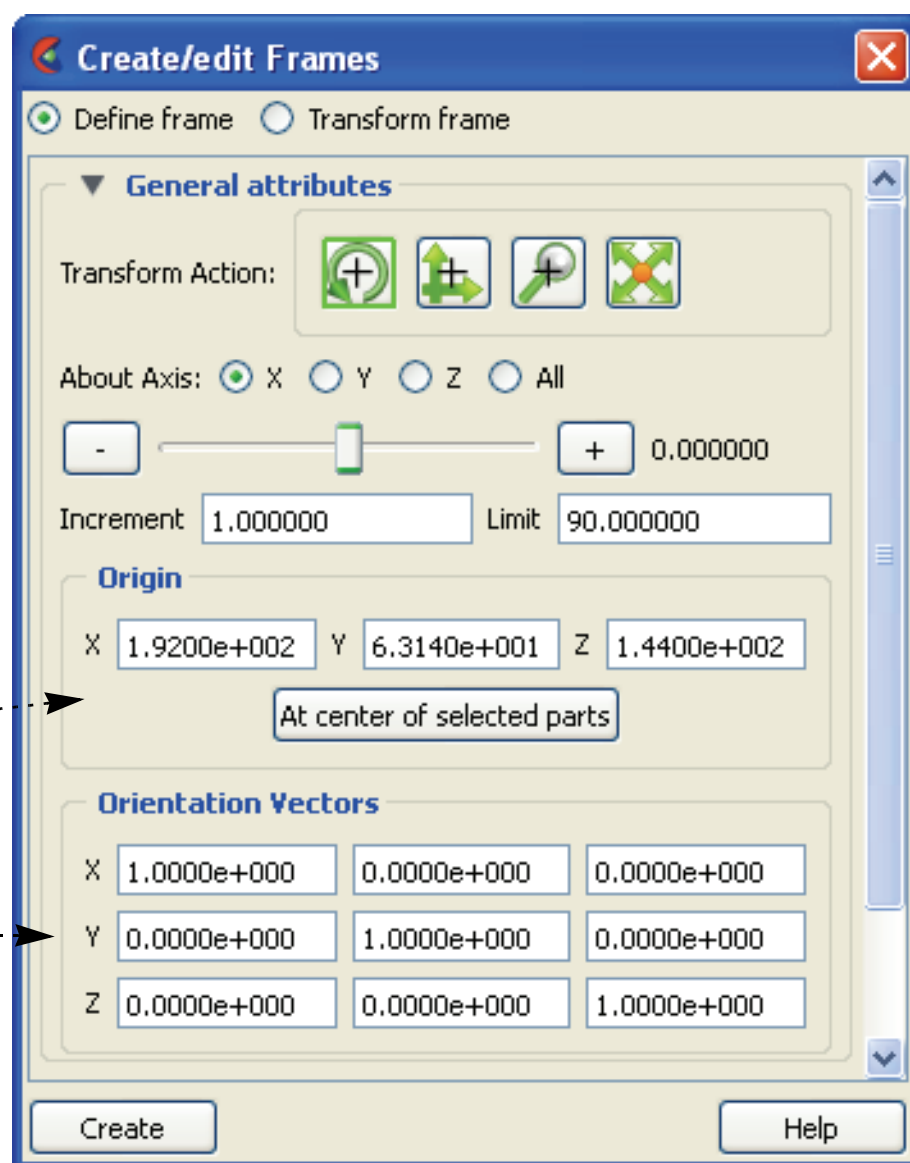 Create/edit Frames
Define frame Transform frame
General attributes
Transform Action:
About Axis: X Y Z All
- + 0.000000
Increment 1.000000 Limit 90.000000
Origin
X 1.9200e+002 Y 6.3140e+001 Z 1.4400e+002
At center of selected parts
Orientation Vectors
X 1.0000e+000 0.0000e+000 0.0000e+000
Y 0.0000e+000 1.0000e+000 0.0000e+000
Z 0.0000e+000 0.0000e+000 1.0000e+000
Create Help